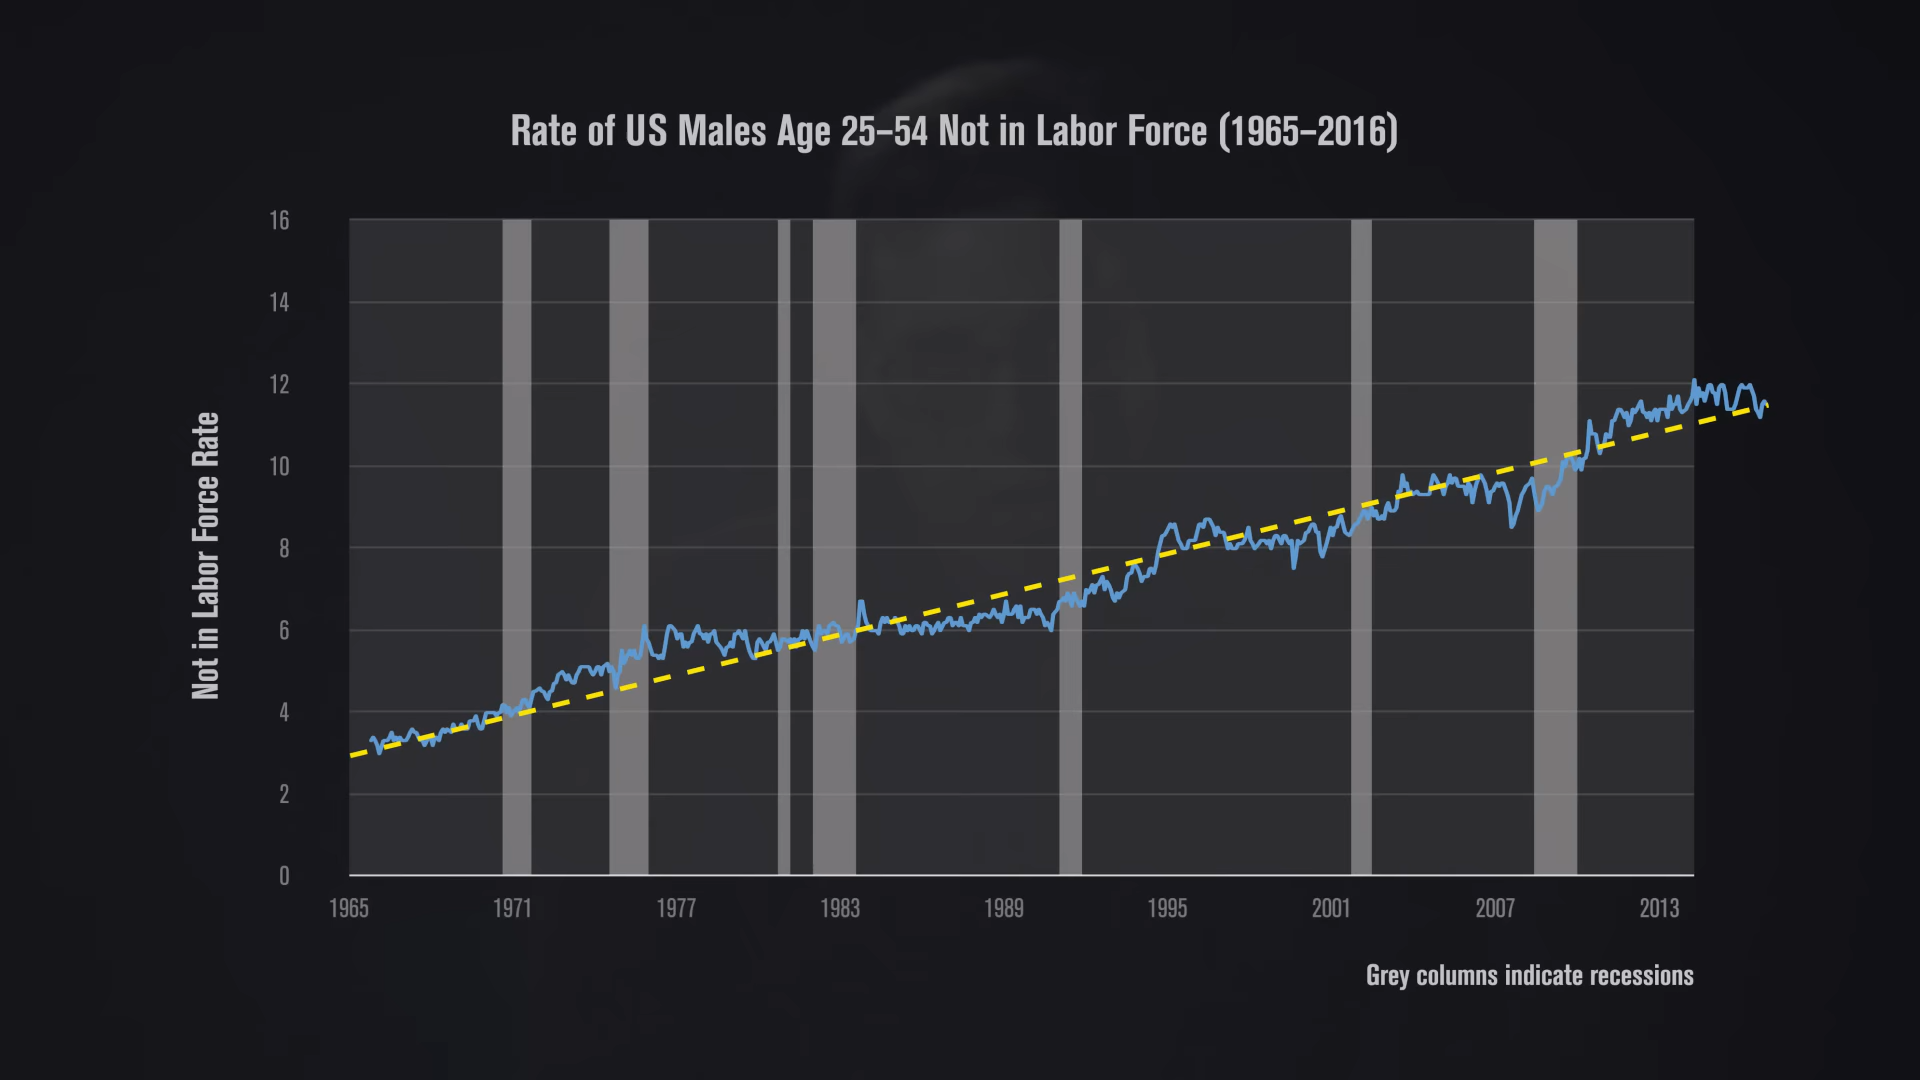 Rate of US Males Age 25–54 Not in Labor Force (1965–2016)
16
14
12
10
8
6
4
2
0
Not in Labor Force Rate
1965 1971 1977 1983 1989 1995 2001 2007 2013
Grey columns indicate recessions